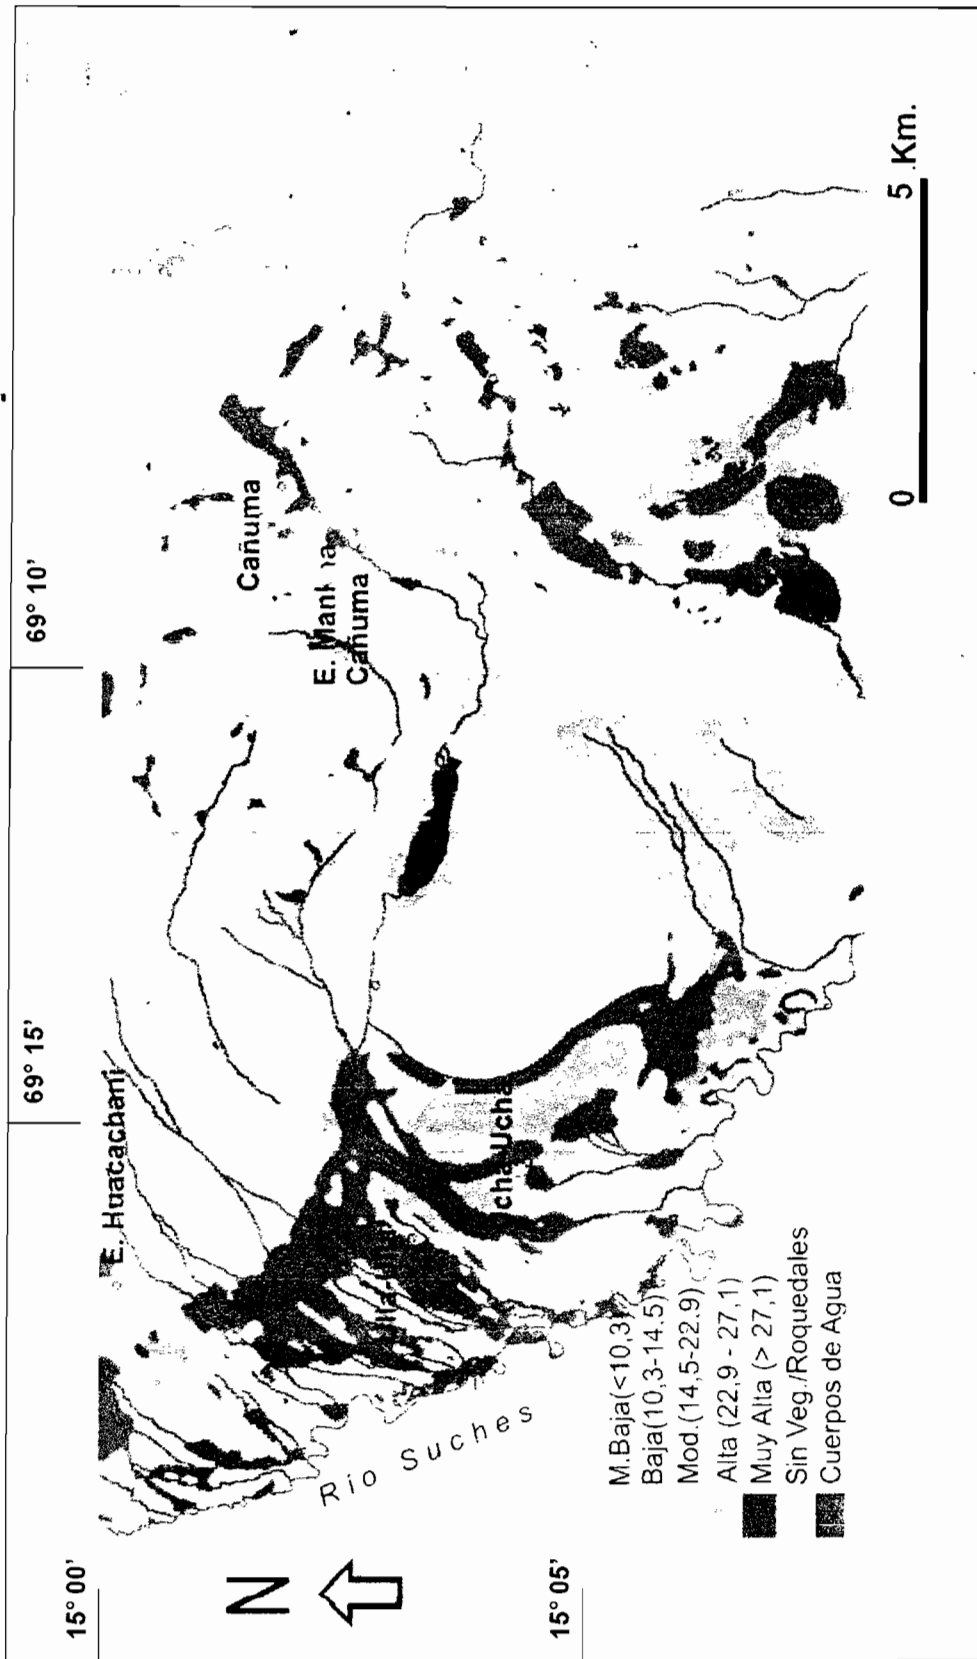 69° 15'
69° 10'
15° 00'
15° 05'
N
E. Huatachani
Cañuma
E.
Cañuma
Río Suches
M.Baja(<10,3)
Baja(10,3-14.5)
Mod.(14,5-22,9)
Alta (22,9 - 27,1)
Muy Alta (> 27,1)
Sin Veg./Roquedales
Cuerpos de Agua
0 5 .Km.